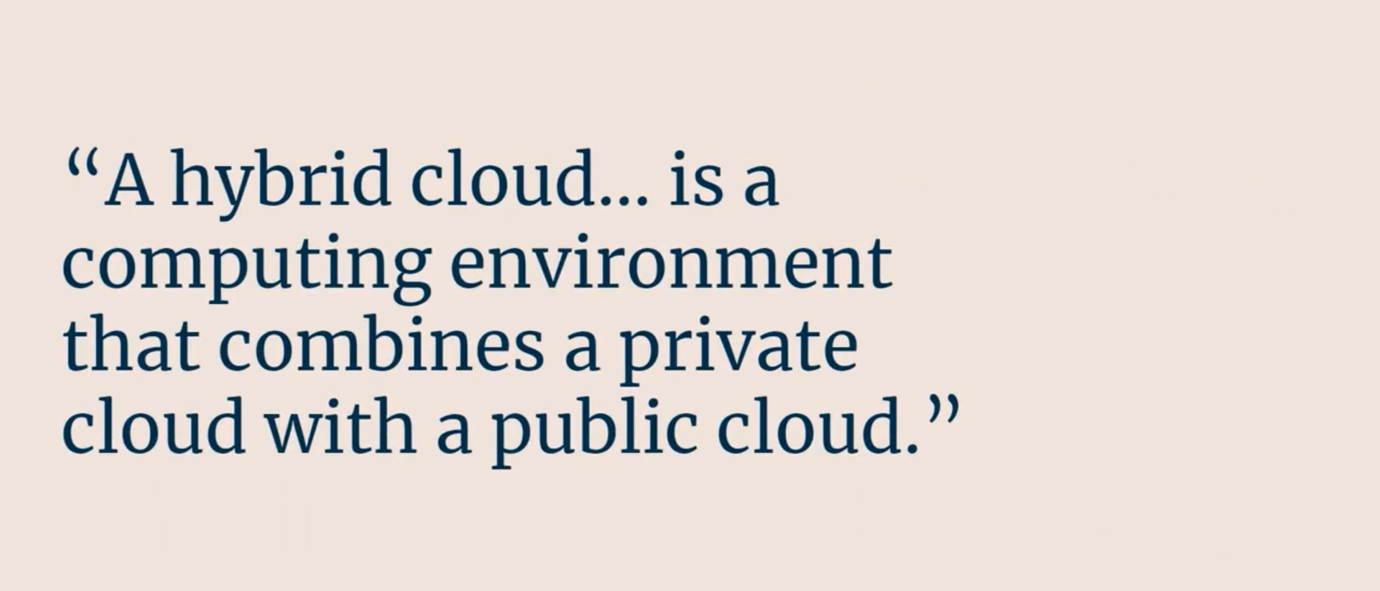 “A hybrid cloud... is a
computing environment
that combines a private
cloud with a public cloud.”